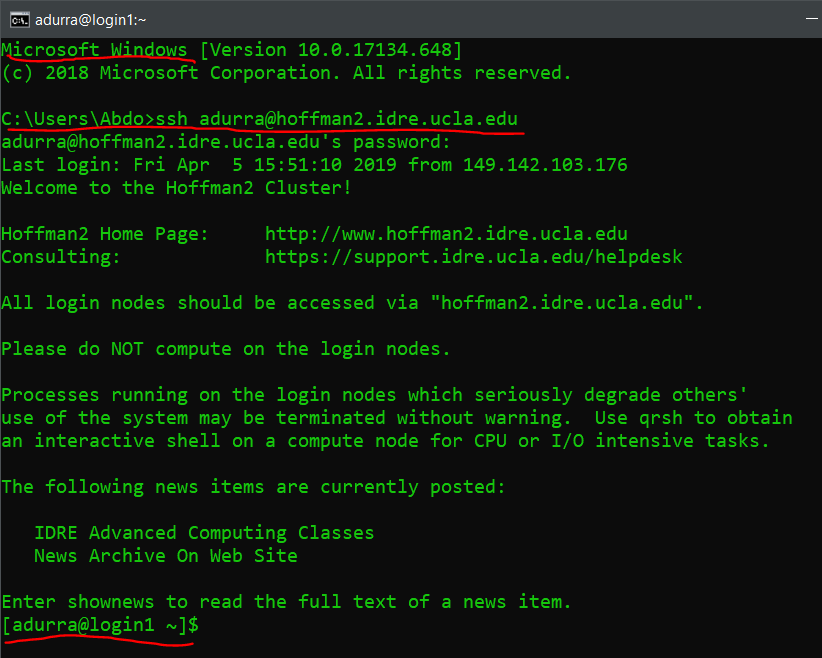 adurra@login1:~
Microsoft Windows [Version 10.0.17134.648]
(c) 2018 Microsoft Corporation. All rights reserved.
C:\Users\Abdo>ssh adurra@hoffman2.idre.ucla.edu
adurra@hoffman2.idre.ucla.edu's password:
Last login: Fri Apr  5 15:51:10 2019 from 149.142.103.176
Welcome to the Hoffman2 Cluster!
Hoffman2 Home Page:     http://www.hoffman2.idre.ucla.edu
Consulting:             https://support.idre.ucla.edu/helpdesk
All login nodes should be accessed via "hoffman2.idre.ucla.edu".
Please do NOT compute on the login nodes.
Processes running on the login nodes which seriously degrade others'
use of the system may be terminated without warning.  Use qrsh to obtain
an interactive shell on a compute node for CPU or I/O intensive tasks.
The following news items are currently posted:
   IDRE Advanced Computing Classes
   News Archive On Web Site
Enter shownews to read the full text of a news item.
[adurra@login1 ~]$